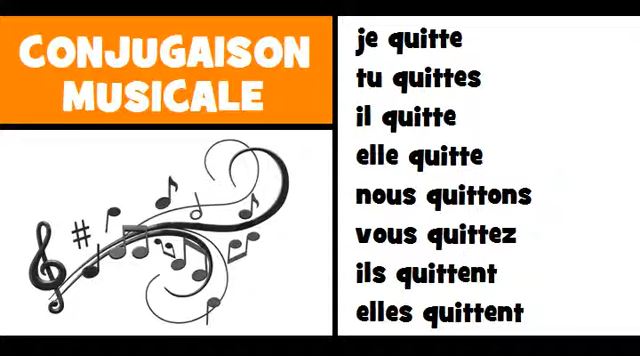 CONJUGAISON
MUSICALE
je quitte
tu quittes
il quitte
elle quitte
nous quittons
vous quittez
ils quittent
elles quittent